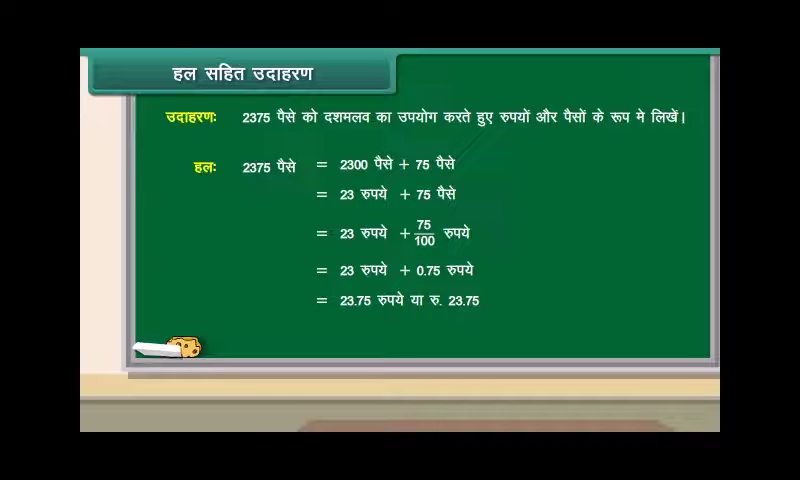 हल सहित उदाहरण
उदाहरणः 2375 पैसे को दशमलव का उपयोग करते हुए रुपयों और पैसों के रूप मे लिखें।
हलः 2375 पैसे = 2300 पैसे + 75 पैसे
= 23 रुपये + 75 पैसे
= 23 रुपये + 75/100 रुपये
= 23 रुपये + 0.75 रुपये
= 23.75 रुपये या रु. 23.75